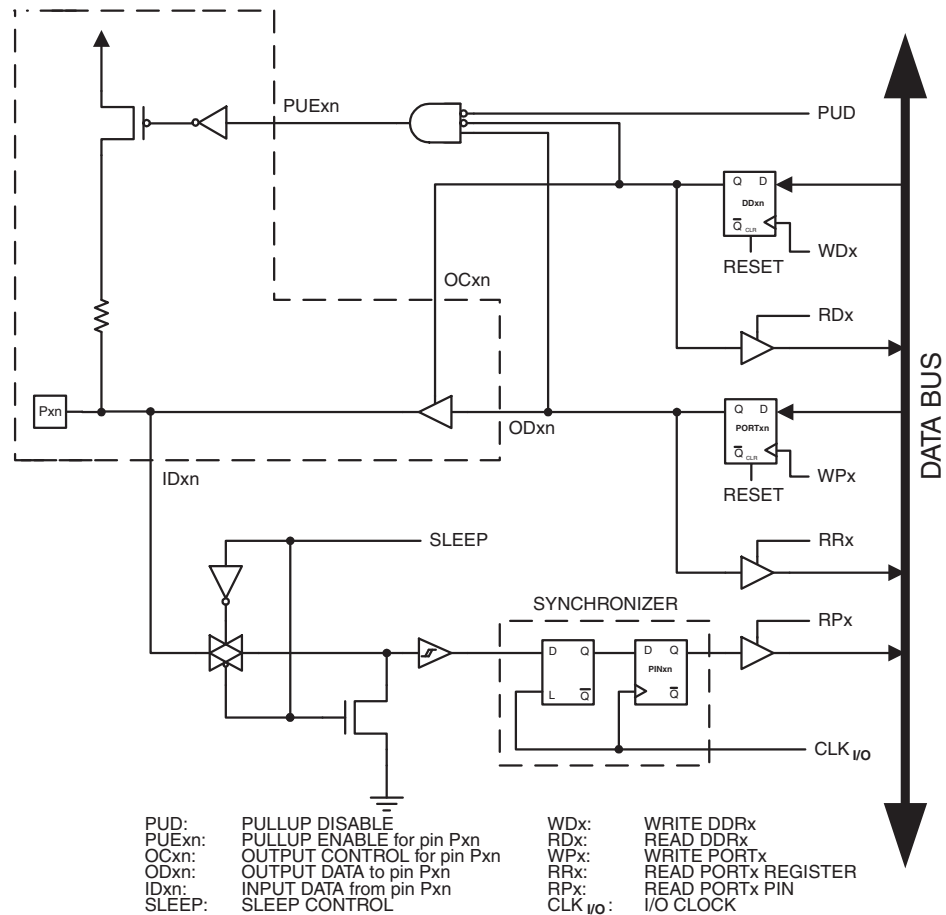 PUExn
PUD
Q D
DDxn
Q CLR
WDx
RESET
OCxn
RDx
Pxn
ODxn
Q D
PORTxn
Q CLR
WPx
RESET
IDxn
SLEEP
RRx
SYNCHRONIZER
RPx
D Q
L Q
D Q
PINxn
Q
CLK I/O
DATA BUS
PUD: PULLUP DISABLE
PUExn: PULLUP ENABLE for pin Pxn
OCxn: OUTPUT CONTROL for pin Pxn
ODxn: OUTPUT DATA to pin Pxn
IDxn: INPUT DATA from pin Pxn
SLEEP: SLEEP CONTROL
WDx: WRITE DDRx
RDx: READ DDRx
WPx: WRITE PORTx
RRx: READ PORTx REGISTER
RPx: READ PORTx PIN
CLK I/O: I/O CLOCK